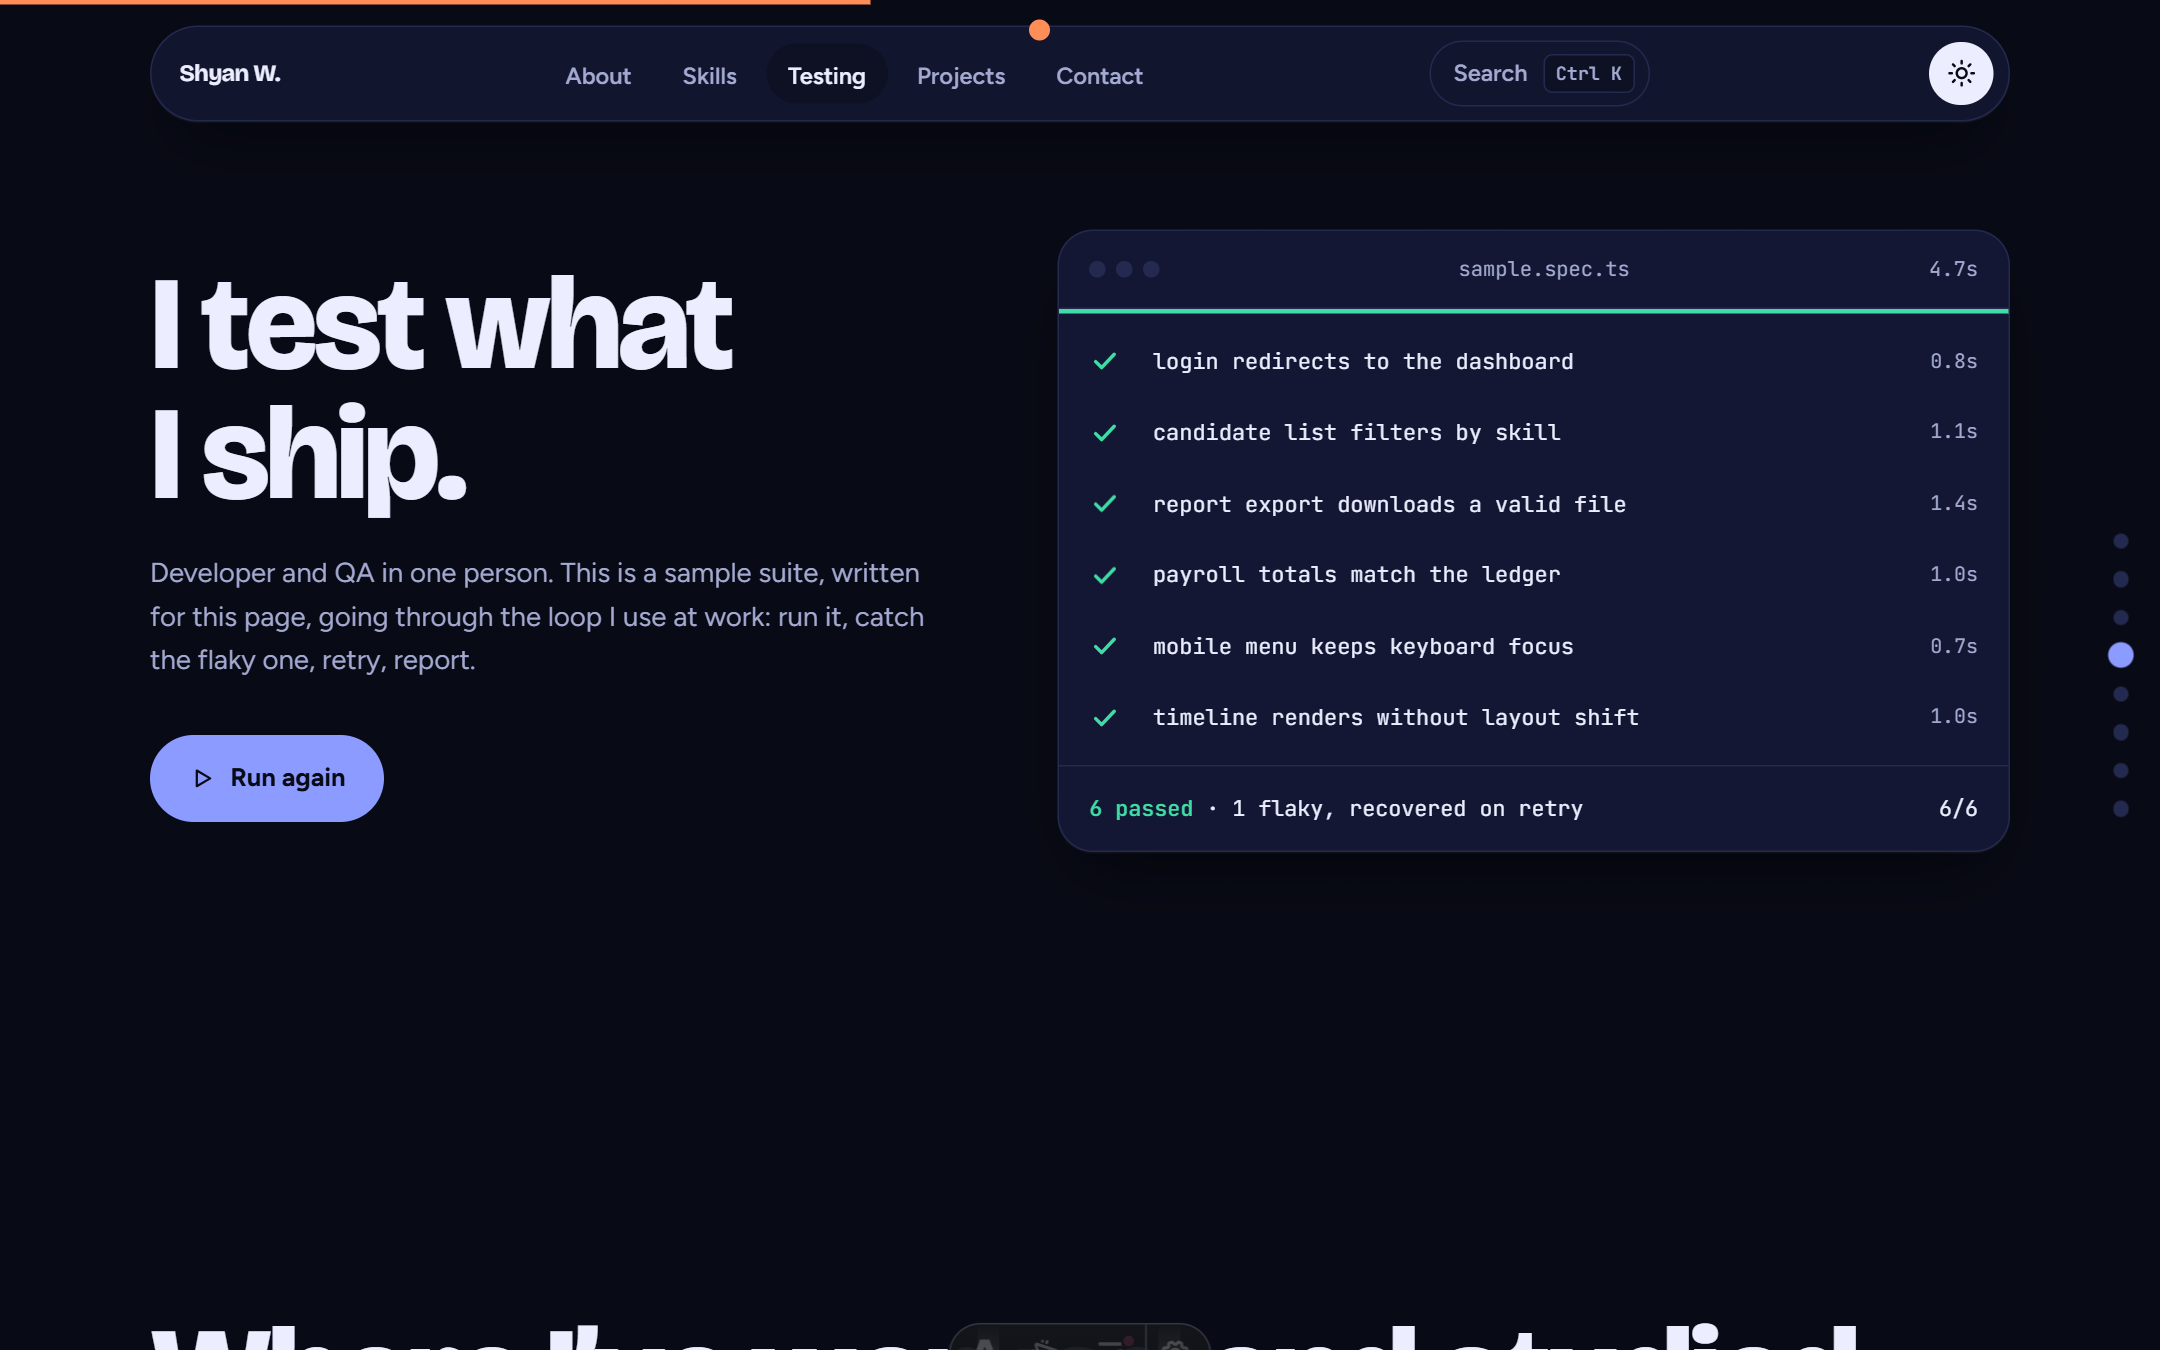 Shyan W.
About
Skills
Testing
Projects
Contact
Search
Ctrl K
I test what
I ship.
Developer and QA in one person. This is a sample suite, written
for this page, going through the loop I use at work: run it, catch
the flaky one, retry, report.
Run again
sample.spec.ts
4.7s
login redirects to the dashboard 0.8s
candidate list filters by skill 1.1s
report export downloads a valid file 1.4s
payroll totals match the ledger 1.0s
mobile menu keeps keyboard focus 0.7s
timeline renders without layout shift 1.0s
6 passed · 1 flaky, recovered on retry 6/6
and studied